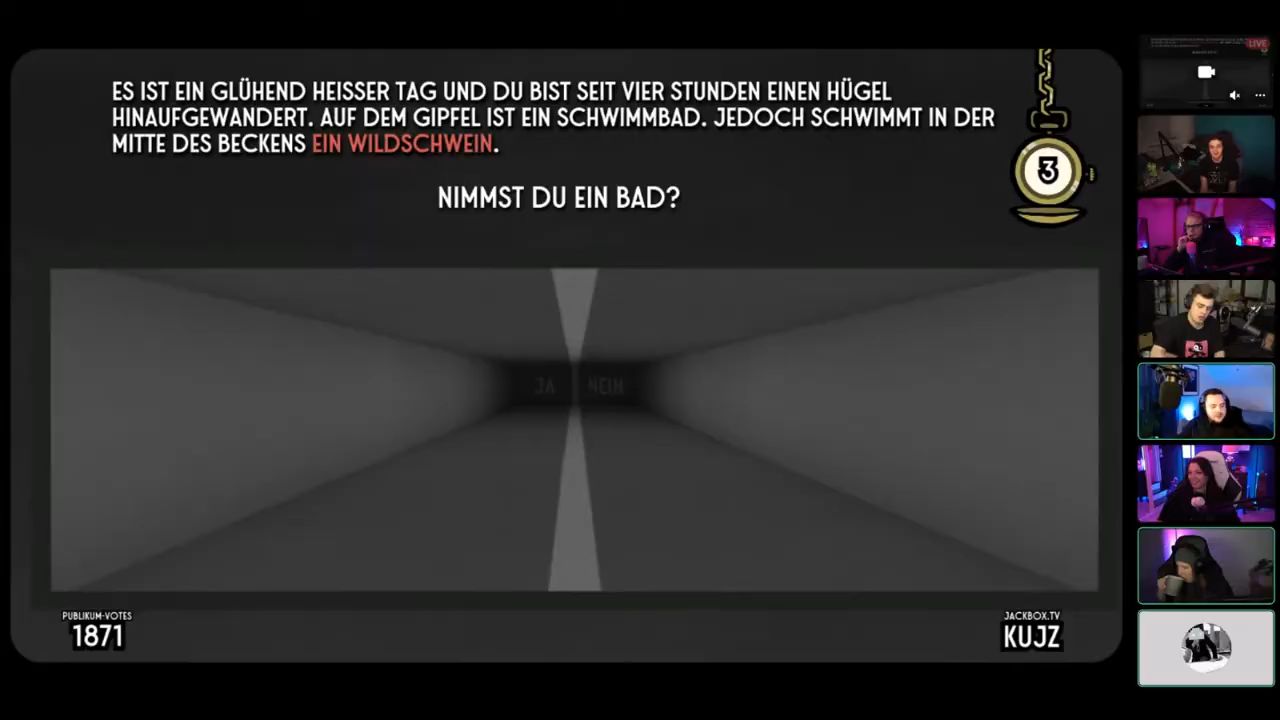 ES IST EIN GLÜHEND HEISSER TAG UND DU BIST SEIT VIER STUNDEN EINEN HÜGEL
HINAUFGEWANDERT. AUF DEM GIPFEL IST EIN SCHWIMMBAD. JEDOCH SCHWIMMT IN DER
MITTE DES BECKENS EIN WILDSCHWEIN.
3
NIMMST DU EIN BAD?
JA NEIN
PUBLIKUM-VOTES
1871
JACKBOX.TV
KUJZ
LIVE